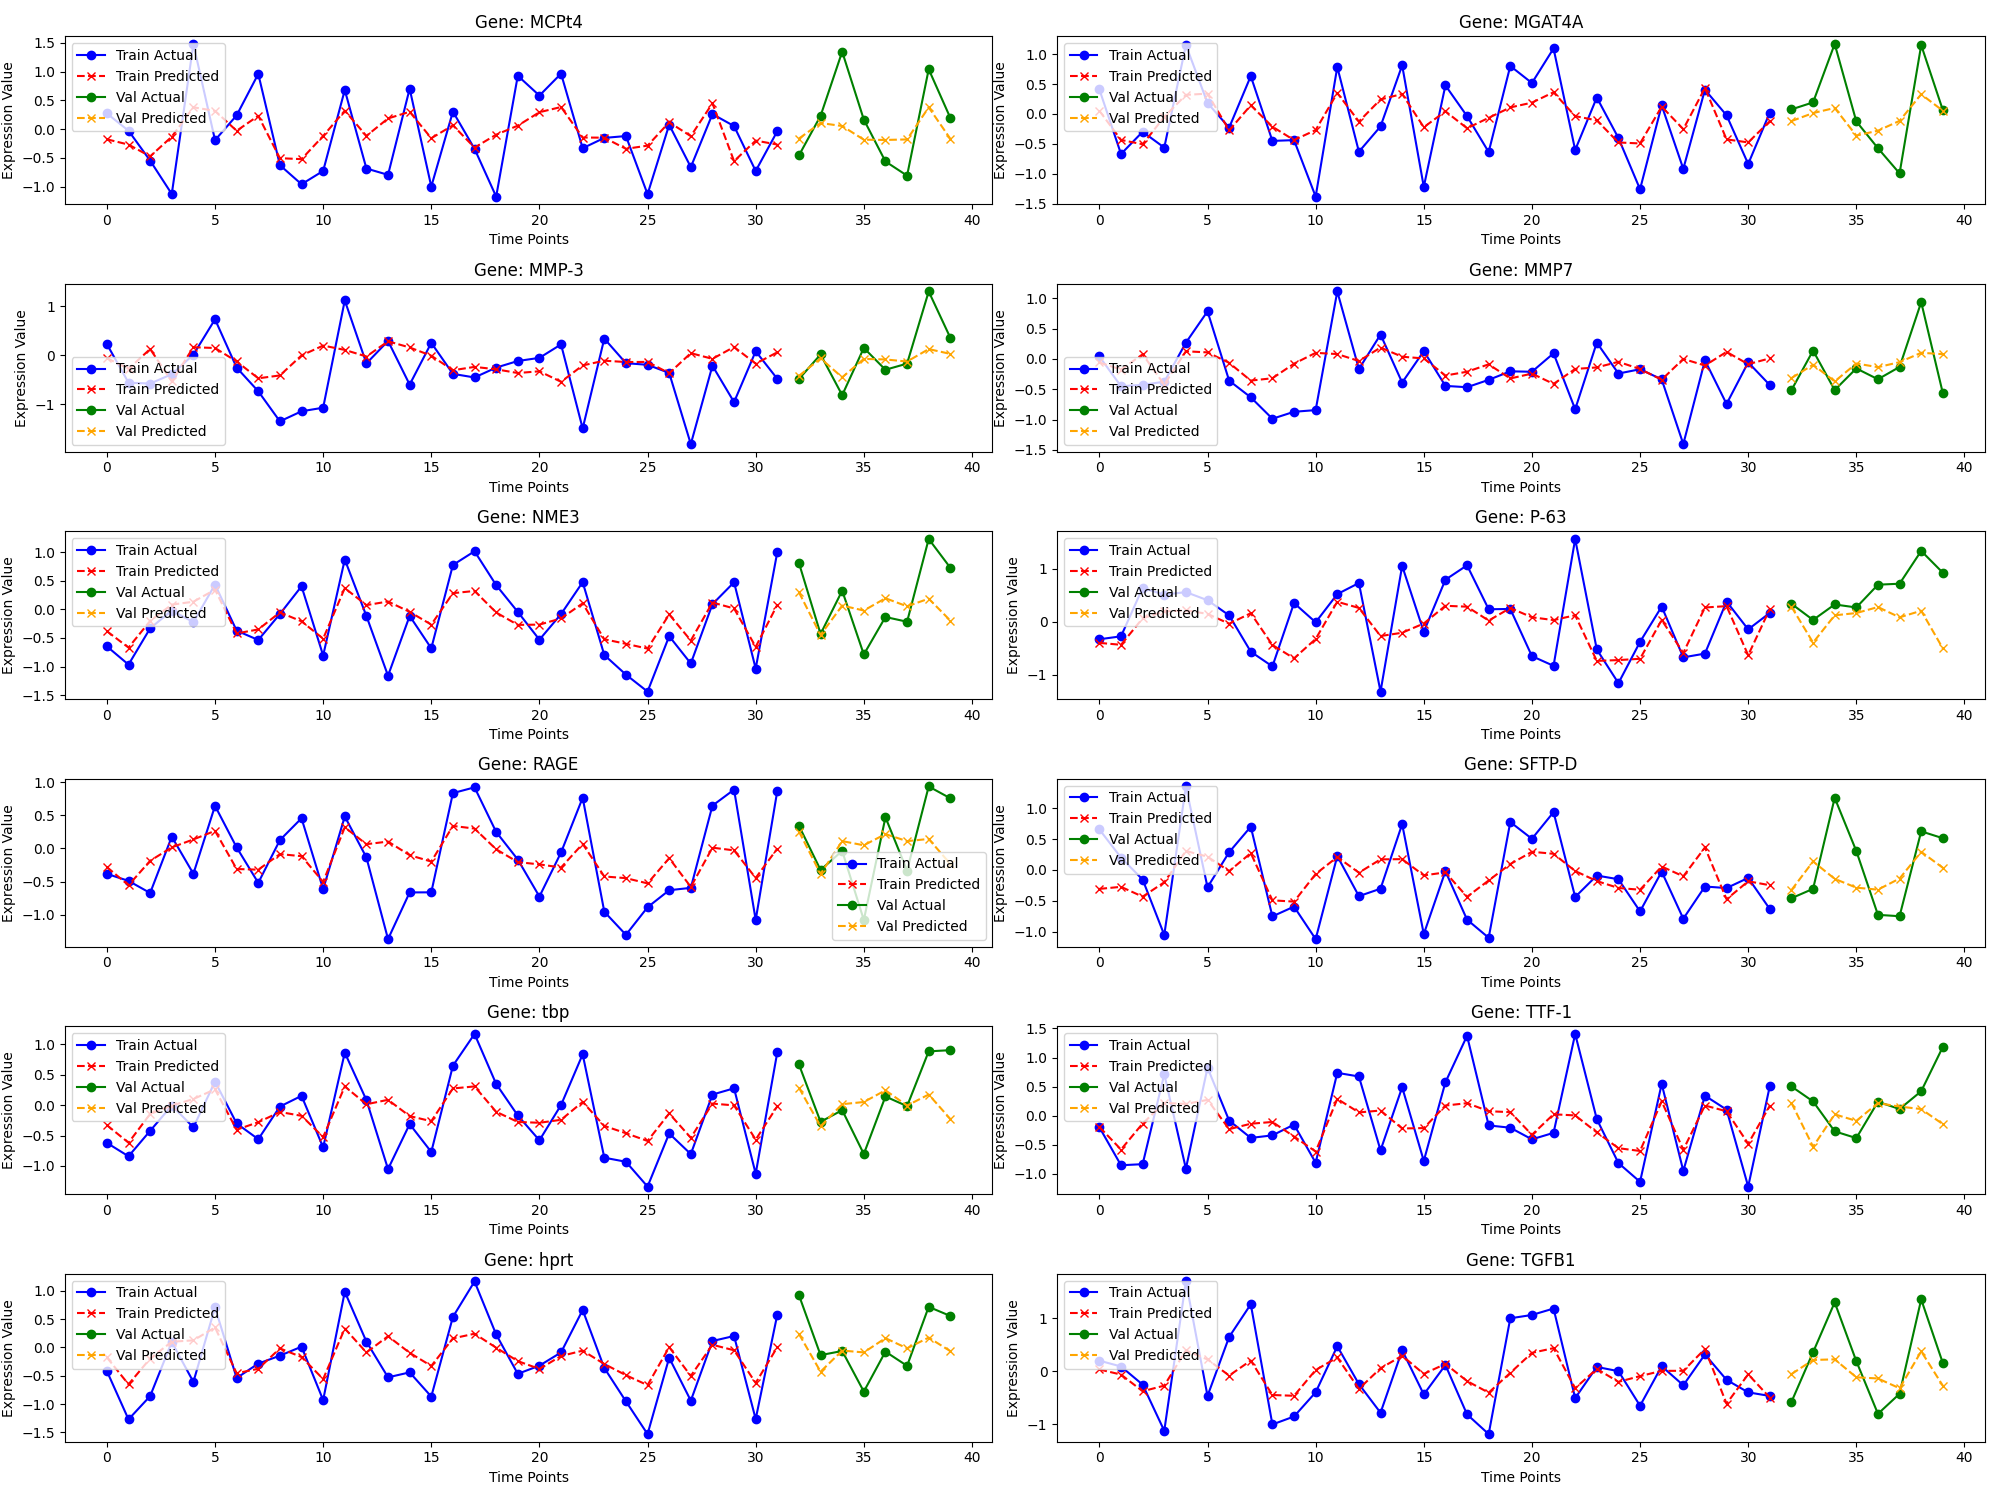 Gene: MCPt4
Expression Value
1.5
1.0
0.5
0.0
−0.5
−1.0
Train Actual
Train Predicted
Val Actual
Val Predicted
0 5 10 15 20 25 30 35 40
Time Points
Gene: MGAT4A
Expression Value
1.0
0.5
0.0
−0.5
−1.0
−1.5
Train Actual
Train Predicted
Val Actual
Val Predicted
0 5 10 15 20 25 30 35 40
Time Points
Gene: MMP-3
Expression Value
1
0
−1
Train Actual
Train Predicted
Val Actual
Val Predicted
0 5 10 15 20 25 30 35 40
Time Points
Gene: MMP7
Expression Value
1.0
0.5
0.0
−0.5
−1.0
−1.5
Train Actual
Train Predicted
Val Actual
Val Predicted
0 5 10 15 20 25 30 35 40
Time Points
Gene: NME3
Expression Value
1.0
0.5
0.0
−0.5
−1.0
−1.5
Train Actual
Train Predicted
Val Actual
Val Predicted
0 5 10 15 20 25 30 35 40
Time Points
Gene: P-63
Expression Value
1
0
−1
Train Actual
Train Predicted
Val Actual
Val Predicted
0 5 10 15 20 25 30 35 40
Time Points
Gene: RAGE
Expression Value
1.0
0.5
0.0
−0.5
−1.0
Train Actual
Train Predicted
Val Actual
Val Predicted
0 5 10 15 20 25 30 35 40
Time Points
Gene: SFTP-D
Expression Value
1.0
0.5
0.0
−0.5
−1.0
Train Actual
Train Predicted
Val Actual
Val Predicted
0 5 10 15 20 25 30 35 40
Time Points
Gene: tbp
Expression Value
1.0
0.5
0.0
−0.5
−1.0
Train Actual
Train Predicted
Val Actual
Val Predicted
0 5 10 15 20 25 30 35 40
Time Points
Gene: TTF-1
Expression Value
1.5
1.0
0.5
0.0
−0.5
−1.0
Train Actual
Train Predicted
Val Actual
Val Predicted
0 5 10 15 20 25 30 35 40
Time Points
Gene: hprt
Expression Value
1.0
0.5
0.0
−0.5
−1.0
−1.5
Train Actual
Train Predicted
Val Actual
Val Predicted
0 5 10 15 20 25 30 35 40
Time Points
Gene: TGFB1
Expression Value
1
0
−1
Train Actual
Train Predicted
Val Actual
Val Predicted
0 5 10 15 20 25 30 35 40
Time Points